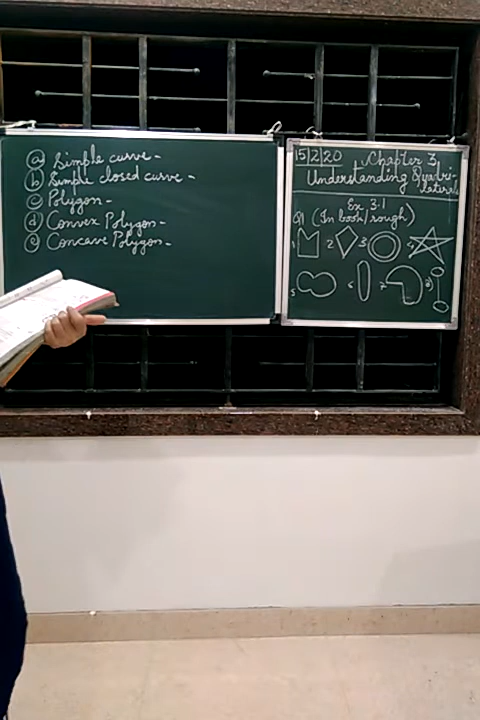 (a) Simple curve -
(b) Simple closed curve -
(c) Polygon -
(d) Convex Polygon -
(e) Concave Polygon -
15|2|20 Chapter 3
Understanding Quadri-
laterals
Ex 3.1
Q1 (In book/rough)
1 2 3 4
5 6 7 8